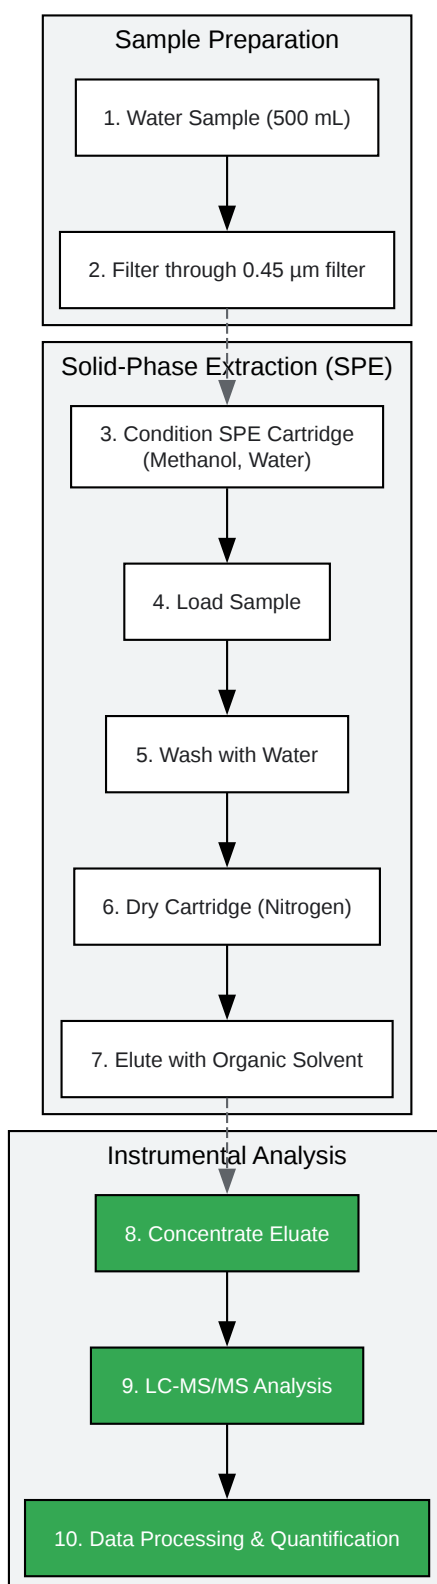 Sample Preparation
1. Water Sample (500 mL)
2. Filter through 0.45 µm filter
Solid-Phase Extraction (SPE)
3. Condition SPE Cartridge
(Methanol, Water)
4. Load Sample
5. Wash with Water
6. Dry Cartridge (Nitrogen)
7. Elute with Organic Solvent
Instrumental Analysis
8. Concentrate Eluate
9. LC-MS/MS Analysis
10. Data Processing & Quantification